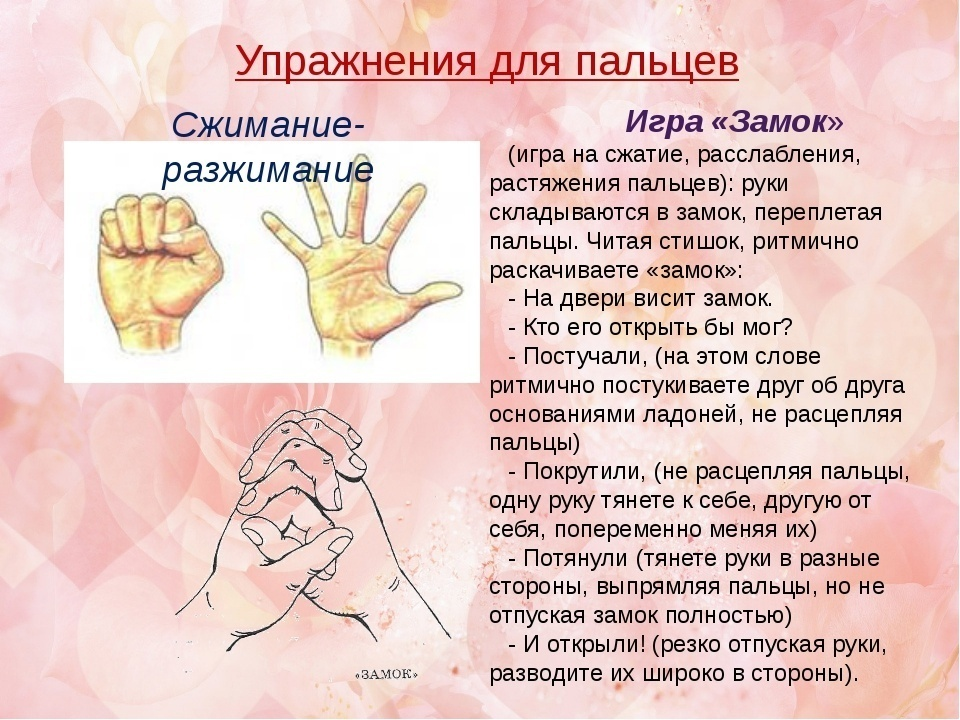 Упражнения для пальцев
Сжимание-
разжимание
Игра «Замок»
(игра на сжатие, расслабления,
растяжения пальцев): руки
складываются в замок, переплетая
пальцы. Читая стишок, ритмично
раскачиваете «замок»:
- На двери висит замок.
- Кто его открыть бы мог?
- Постучали, (на этом слове
ритмично постукиваете друг об друга
основаниями ладоней, не расцепляя
пальцы)
- Покрутили, (не расцепляя пальцы,
одну руку тянете к себе, другую от
себя, попеременно меняя их)
- Потянули (тянете руки в разные
стороны, выпрямляя пальцы, но не
отпуская замок полностью)
- И открыли! (резко отпуская руки,
разводите их широко в стороны).
«ЗАМОК»